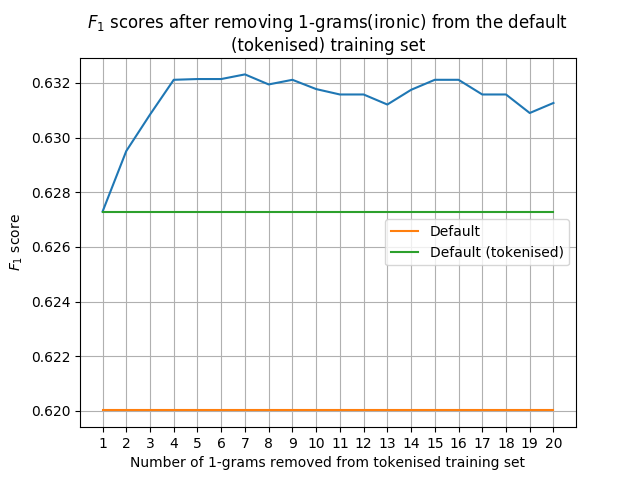 F1 scores after removing 1-grams(ironic) from the default
(tokenised) training set
F1 score
0.632
0.630
0.628
0.626
0.624
0.622
0.620
Default
Default (tokenised)
1 2 3 4 5 6 7 8 9 10 11 12 13 14 15 16 17 18 19 20
Number of 1-grams removed from tokenised training set